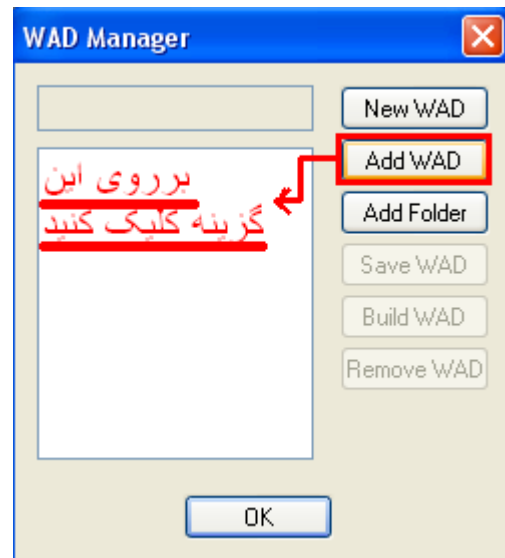 WAD Manager
New WAD
Add WAD
برروی این
گزینه کلیک کنید
Add Folder
Save WAD
Build WAD
Remove WAD
OK